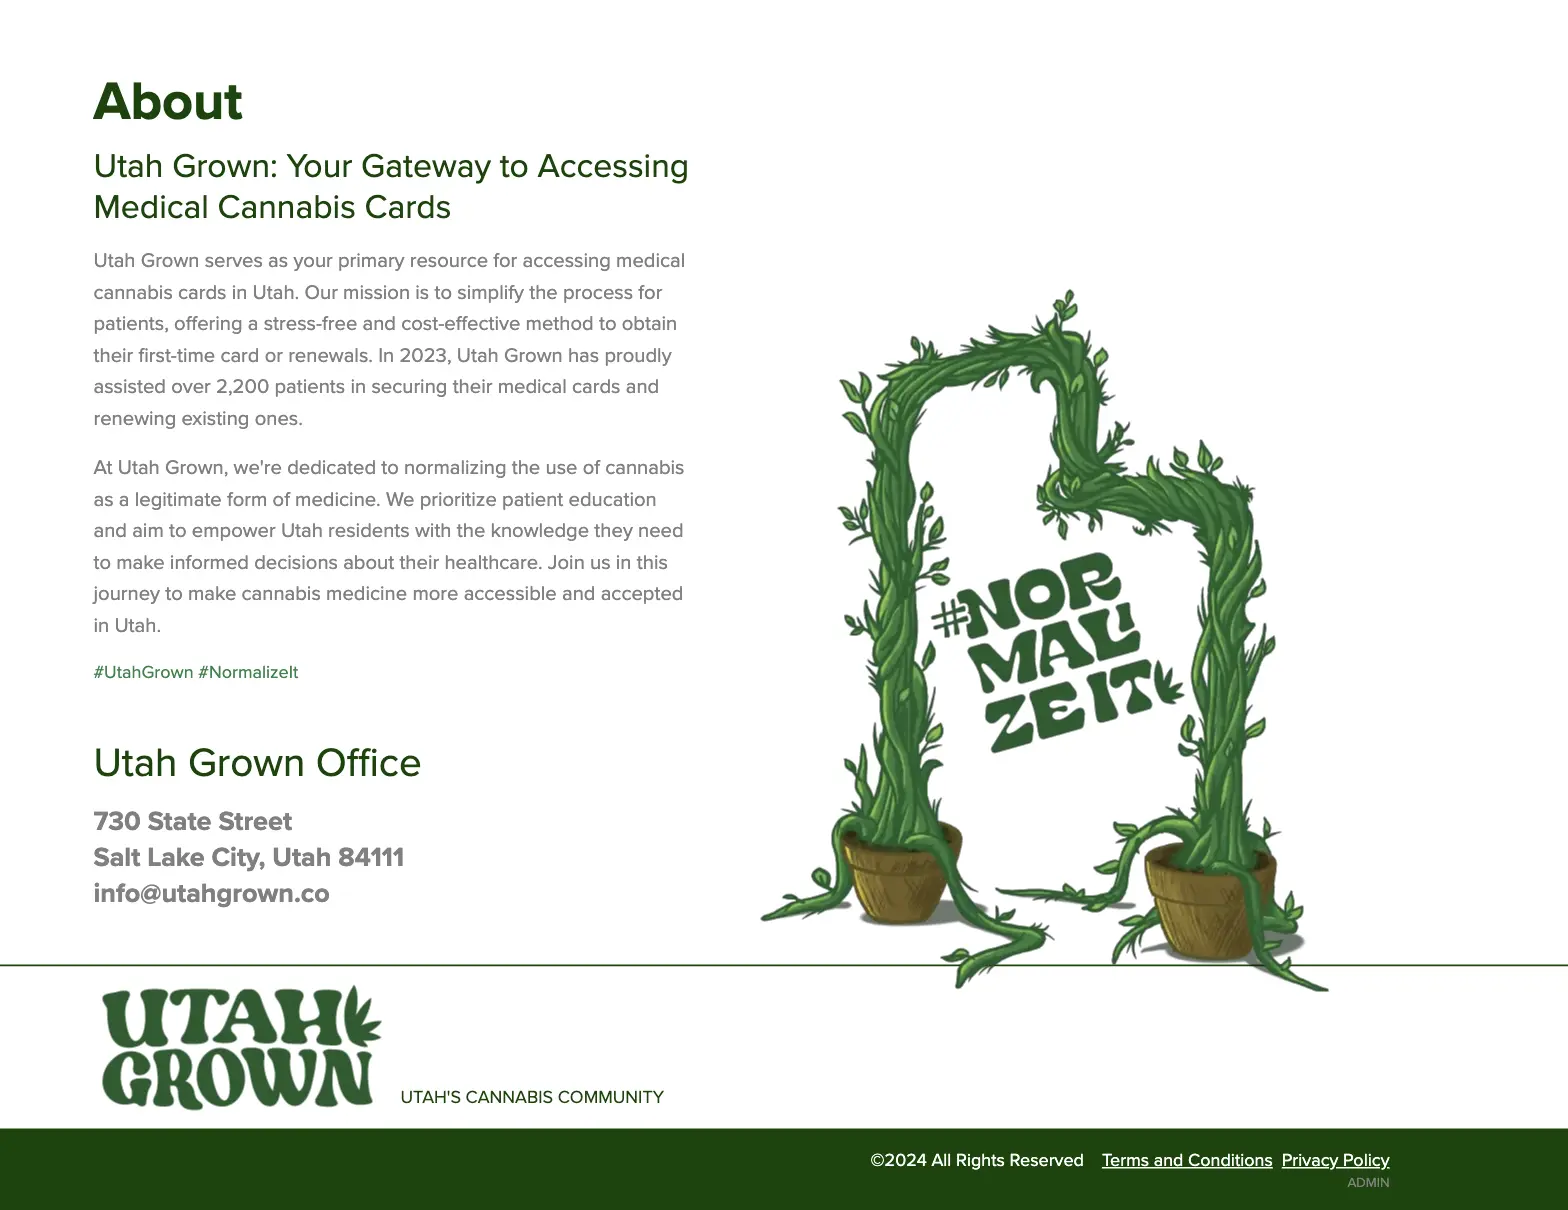 About
Utah Grown: Your Gateway to Accessing
Medical Cannabis Cards
Utah Grown serves as your primary resource for accessing medical
cannabis cards in Utah. Our mission is to simplify the process for
patients, offering a stress-free and cost-effective method to obtain
their first-time card or renewals. In 2023, Utah Grown has proudly
assisted over 2,200 patients in securing their medical cards and
renewing existing ones.
At Utah Grown, we're dedicated to normalizing the use of cannabis
as a legitimate form of medicine. We prioritize patient education
and aim to empower Utah residents with the knowledge they need
to make informed decisions about their healthcare. Join us in this
journey to make cannabis medicine more accessible and accepted
in Utah.
#UtahGrown #NormalizeIt
Utah Grown Office
730 State Street
Salt Lake City, Utah 84111
info@utahgrown.co
#NOR
MALI
ZE IT
UTAH
GROWN
UTAH'S CANNABIS COMMUNITY
©2024 All Rights Reserved Terms and Conditions Privacy Policy
ADMIN